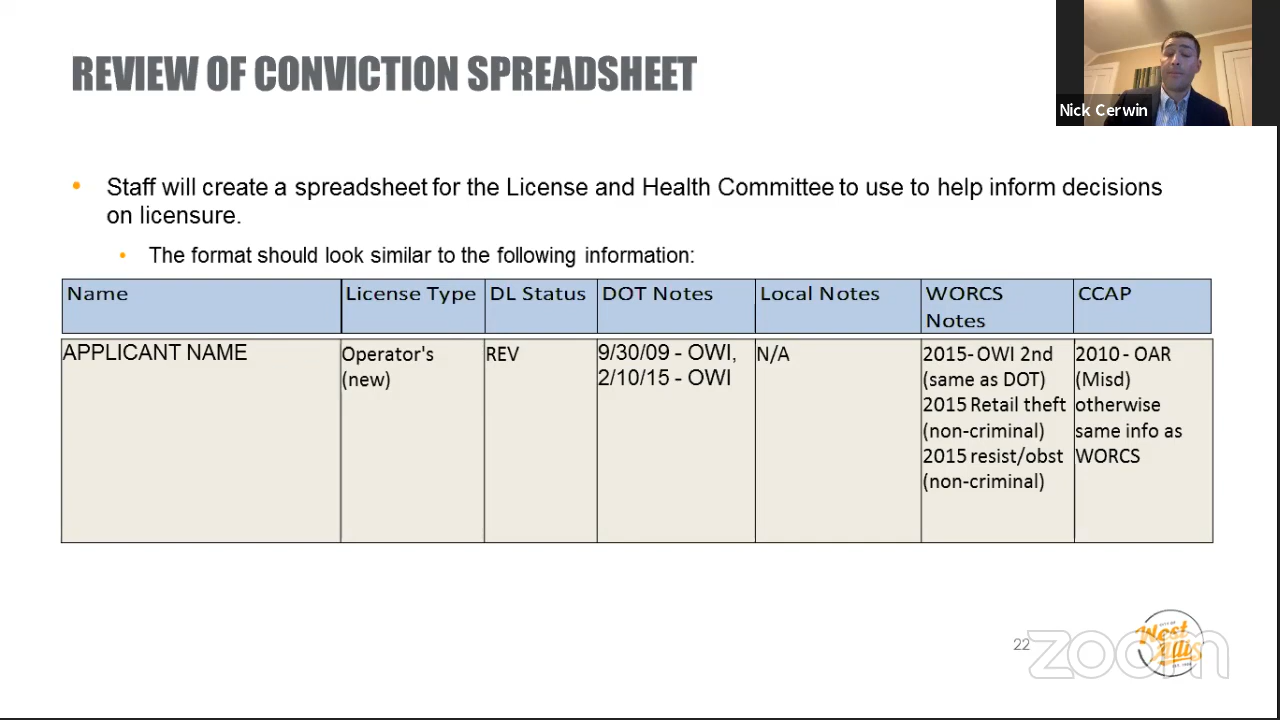 REVIEW OF CONVICTION SPREADSHEET
Nick Cerwin
Staff will create a spreadsheet for the License and Health Committee to use to help inform decisions
on licensure.
The format should look similar to the following information:
Name
License Type
DL Status
DOT Notes
Local Notes
WORCS
Notes
CCAP
APPLICANT NAME
Operator's
(new)
REV
9/30/09 - OWI,
2/10/15 - OWI
N/A
2015- OWI 2nd
(same as DOT)
2015 Retail theft
(non-criminal)
2015 resist/obst
(non-criminal)
2010 - OAR
(Misd)
otherwise
same info as
WORCS
22
CITY OF
West
Allis
zoom